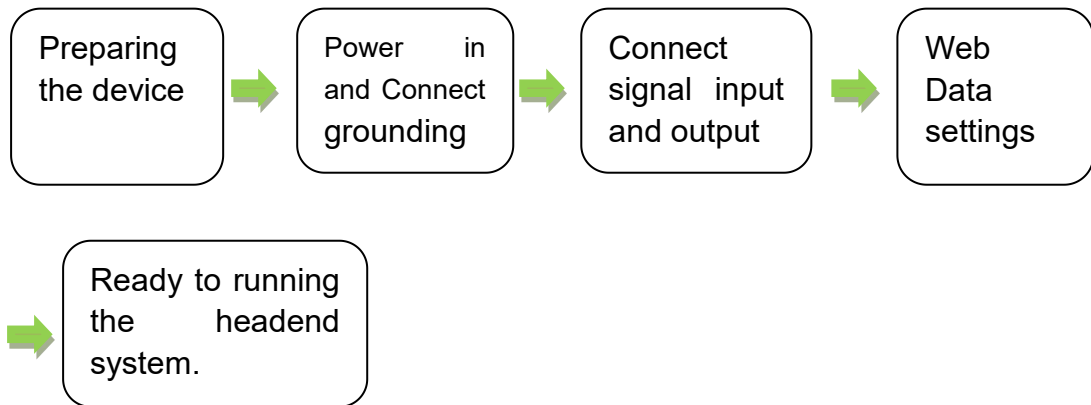 Preparing
the device
Power in
and Connect
grounding
Connect
signal input
and output
Web
Data
settings
Ready to running
the headend
system.